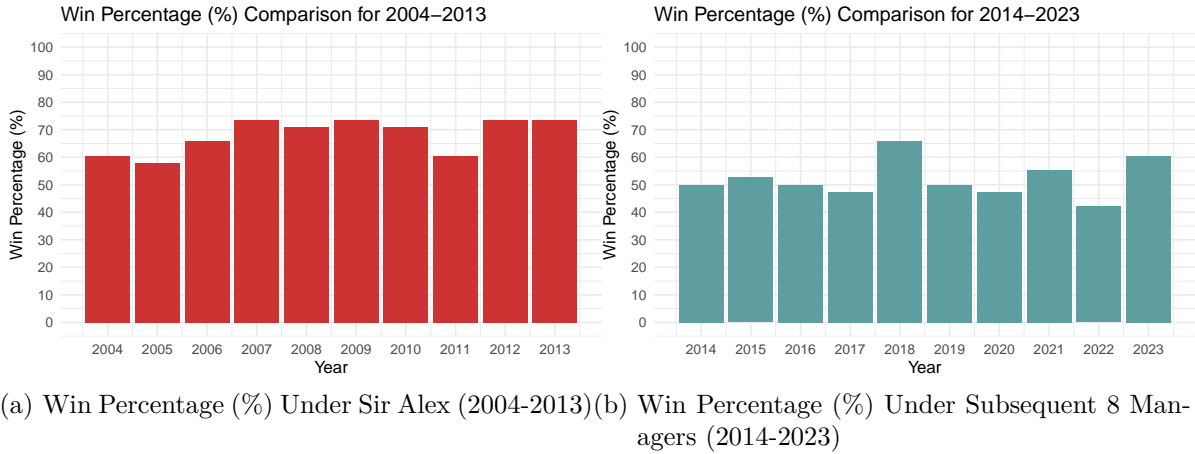 Win Percentage (%) Comparison for 2004–2013
100
90
80
70
60
50
40
30
20
10
0
Win Percentage (%)
2004 2005 2006 2007 2008 2009 2010 2011 2012 2013
Year
(a) Win Percentage (%) Under Sir Alex (2004-2013)
Win Percentage (%) Comparison for 2014–2023
100
90
80
70
60
50
40
30
20
10
0
Win Percentage (%)
2014 2015 2016 2017 2018 2019 2020 2021 2022 2023
Year
(b) Win Percentage (%) Under Subsequent 8 Man-
agers (2014-2023)